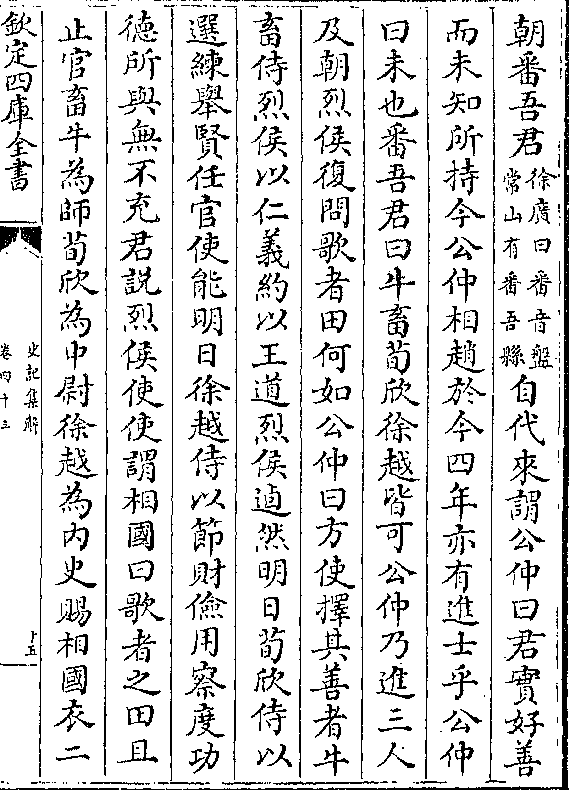 朝番吾君徐廣曰番音盤常山有番吾縣自代來謂公仲曰君實好善
而未知所持今公仲相趙於今四年亦有進士乎公仲
曰未也番吾君曰牛畜荀欣徐越皆可公仲乃進三人
及朝烈侯復問歌者田何如公仲曰方使擇其善者牛
畜侍烈侯以仁義約以王道烈侯逌然明日荀欣侍以
選練舉賢任官使能明日徐越侍以節財儉用察度功
德所與無不充君說烈侯使使謂相國曰歌者之田且
止官畜牛為師荀欣為中尉徐越為內史賜相國衣二
欽定四庫全書
史記集解
卷四十三
十五